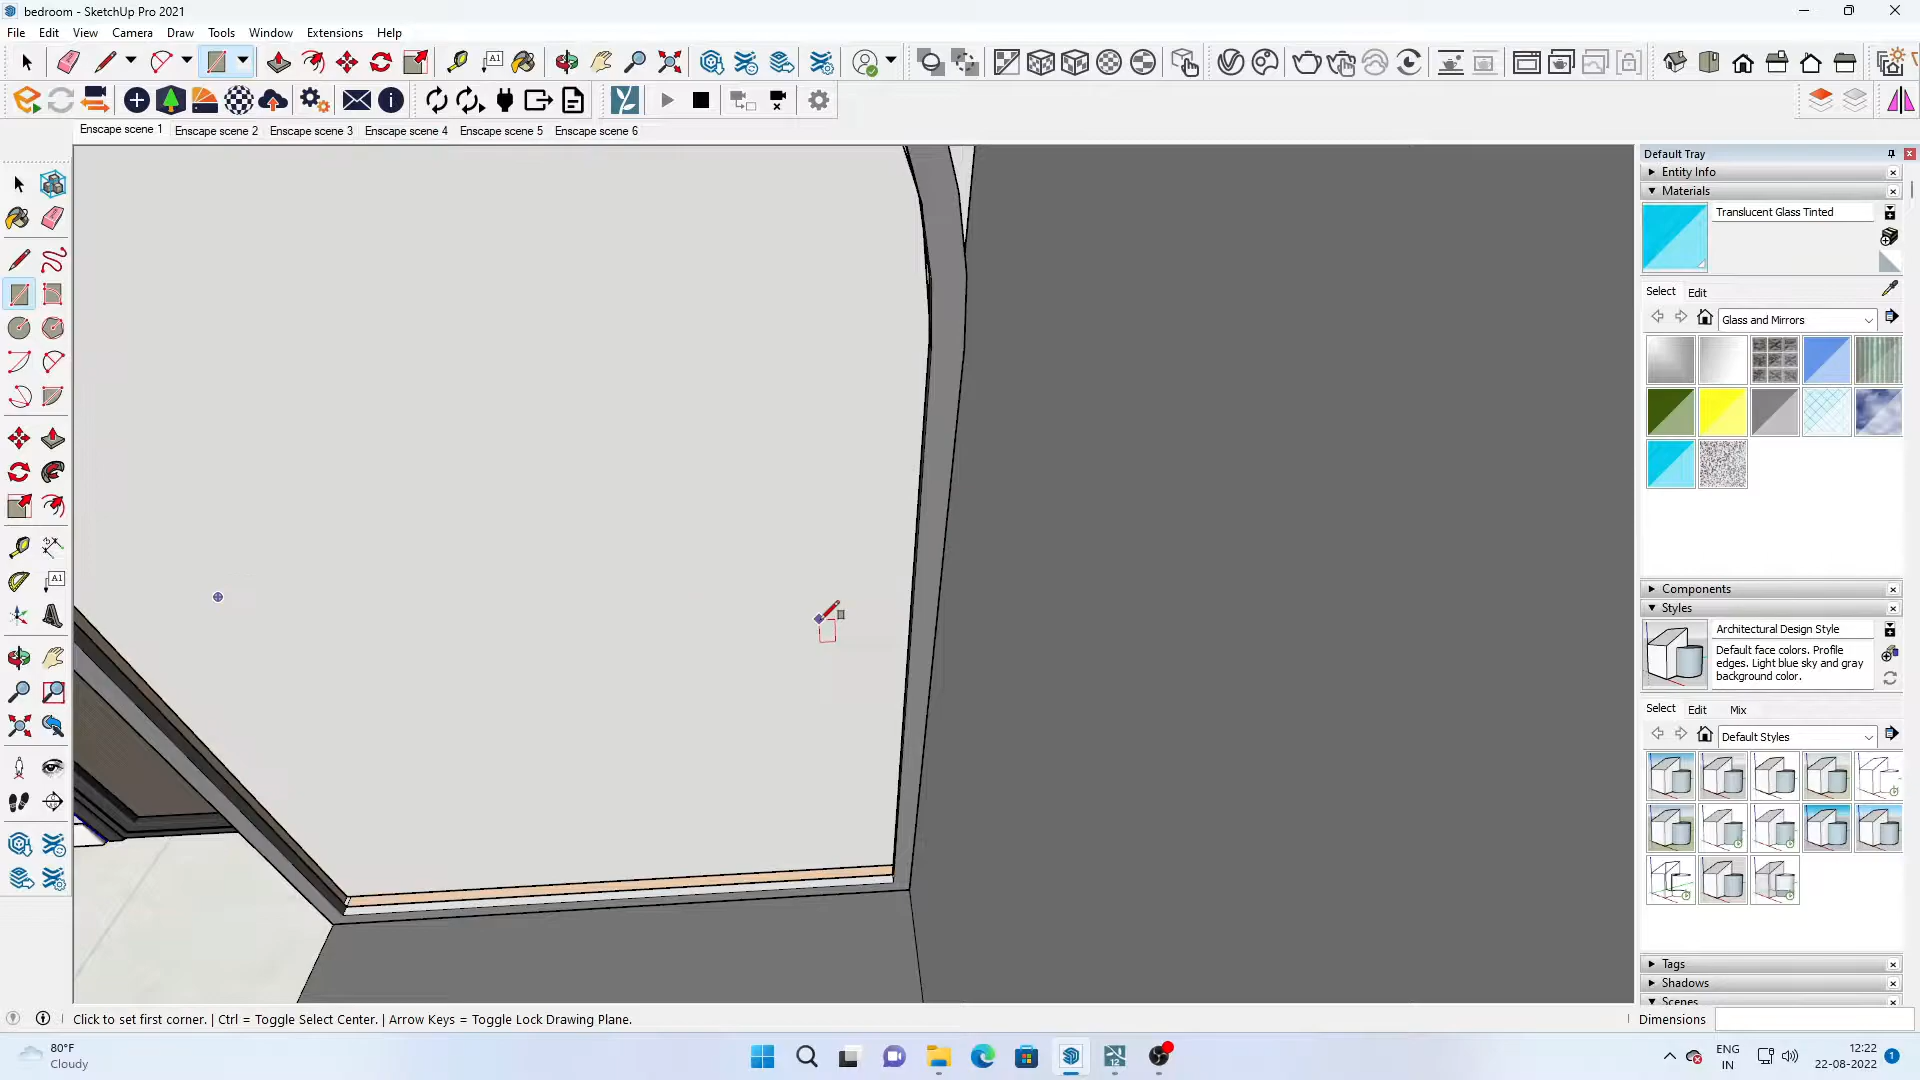 bedroom - SketchUp Pro 2021
File Edit View Camera Draw Tools Window Extensions Help
A1
Enscape scene 1 Enscape scene 2 Enscape scene 3 Enscape scene 4 Enscape scene 5 Enscape scene 6
Default Tray
Entity Info
Materials
Translucent Glass Tinted
Select Edit
Glass and Mirrors
A1
Components
Styles
Architectural Design Style
Default face colors. Profile
edges. Light blue sky and gray
background color.
Select Edit Mix
Default Styles
Tags
Shadows
Scenes
Click to set first corner. | Ctrl = Toggle Select Center. | Arrow Keys = Toggle Lock Drawing Plane.
Dimensions
80°F
Cloudy
12
ENG
IN
12:22
22-08-2022
1